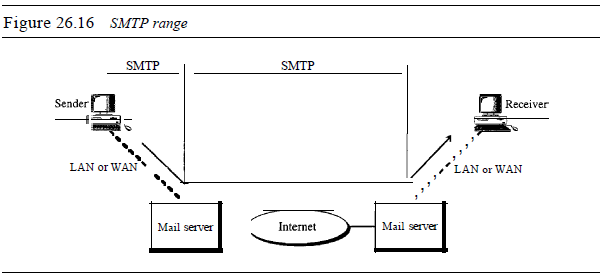 Figure 26.16 SMTP range
SMTP
SMTP
Sender
Receiver
LAN or WAN
LAN or WAN
Mail server
Internet
Mail server